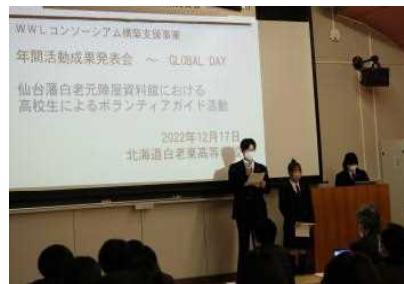 WWLコンソーシアム構築支援事業
年間活動成果発表会 ～ GLOBAL DAY
仙台藩白老元陣屋資料館における
高校生によるボランティアガイド活動
2022年12月17日
北海道白老東高等